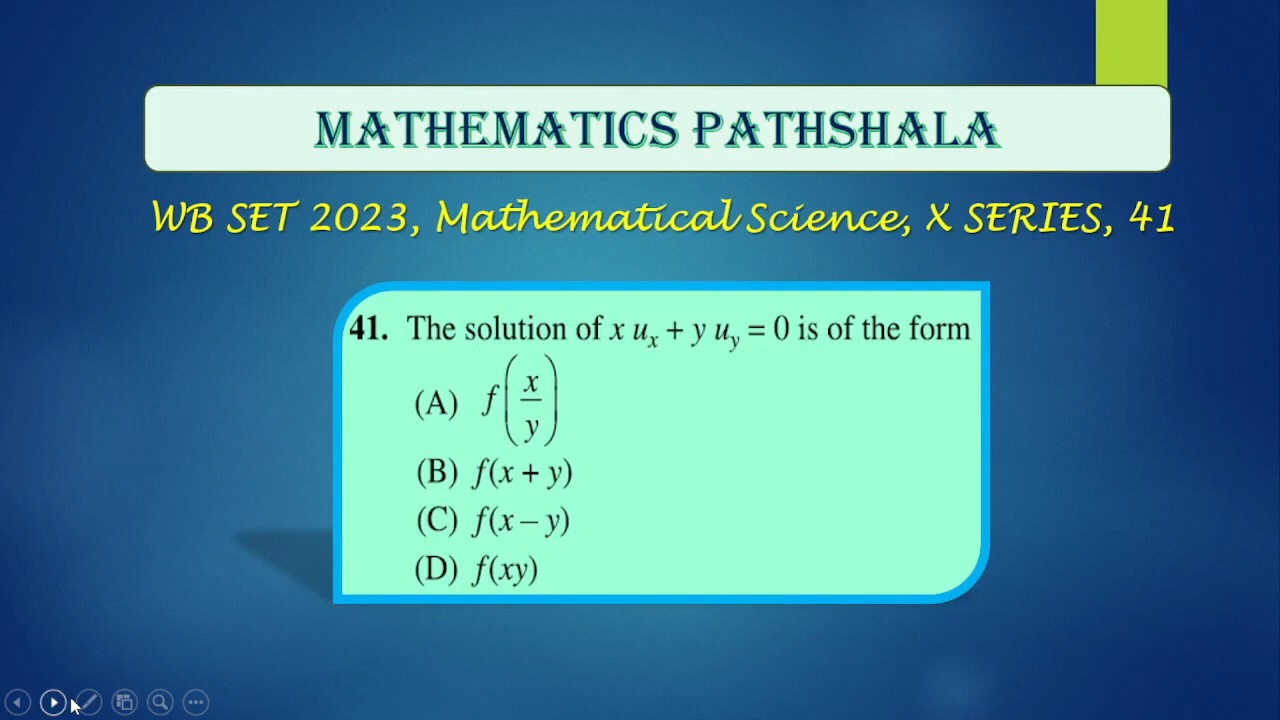 MATHEMATICS PATHSHALA
WB SET 2023, Mathematical Science, X SERIES, 41
41. The solution of x uₓ + y u_y = 0 is of the form
(A) f(x/y)
(B) f(x + y)
(C) f(x – y)
(D) f(xy)